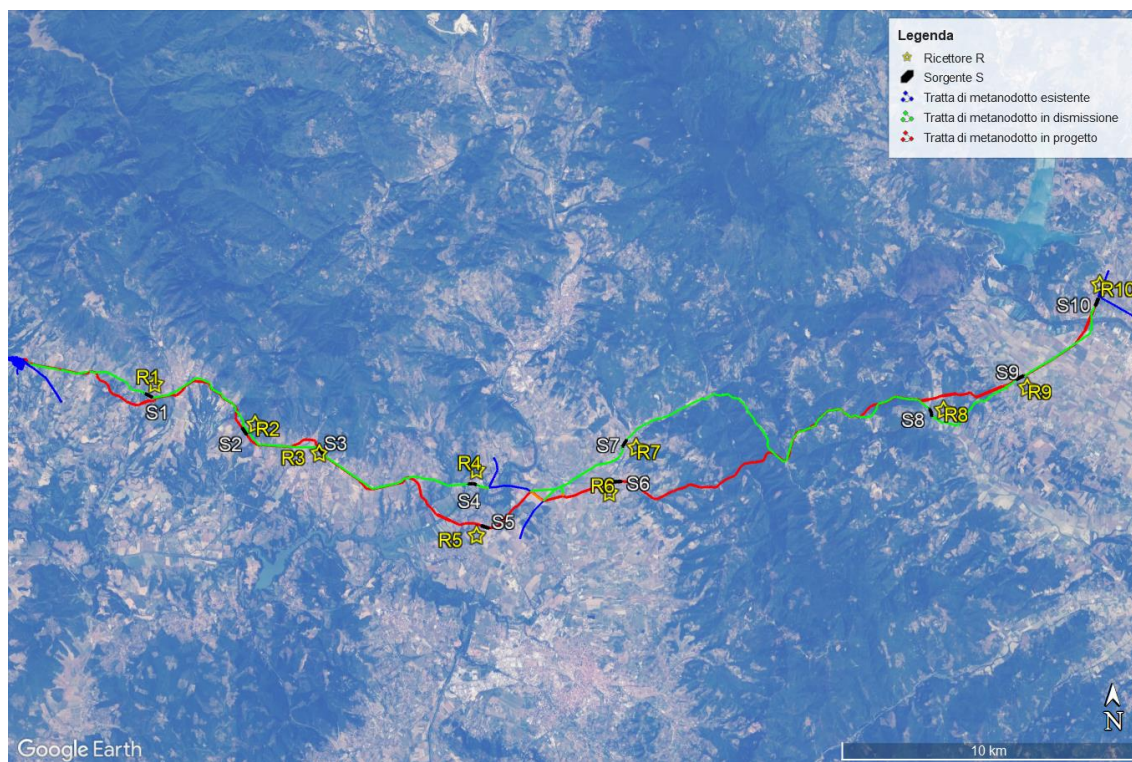 Legenda
Ricettore R
Sorgente S
Tratta di metanodotto esistente
Tratta di metanodotto in dismissione
Tratta di metanodotto in progetto
R10
S10
R1
S1
S9
R9
R2
S2
R3
S3
S8
R8
R4
S4
S7
R7
R6
S6
S5
R5
N
Google Earth
10 km